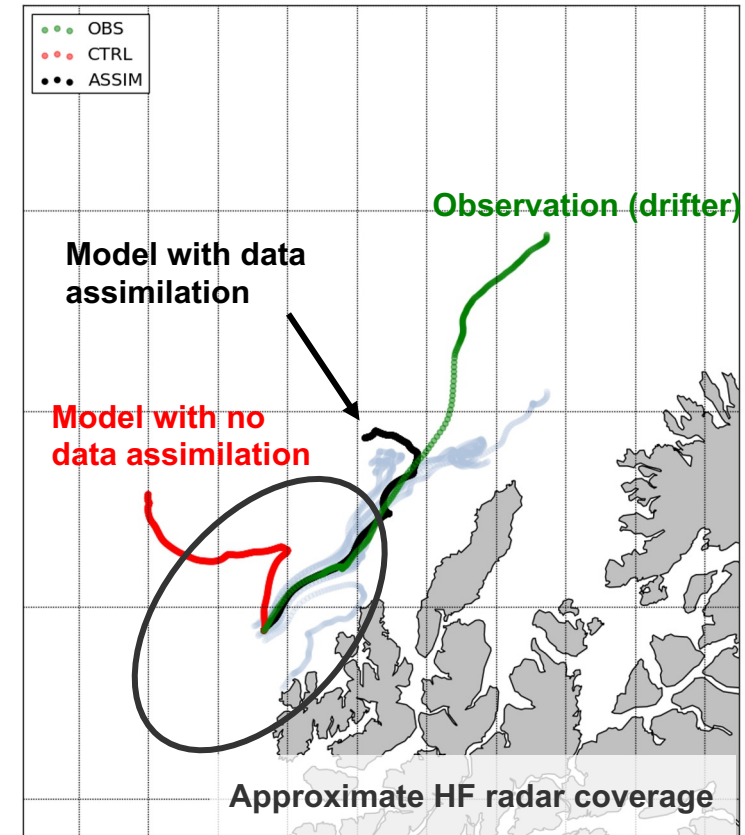 OBS
CTRL
ASSIM
Observation (drifter)
Model with data
assimilation
Model with no
data assimilation
Approximate HF radar coverage